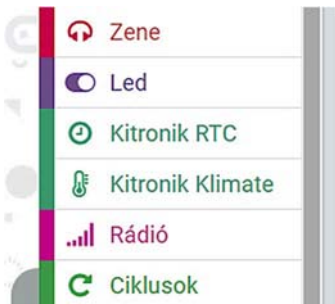 Zene
Led
Kitronik RTC
Kitronik Klimate
Rádió
Ciklusok